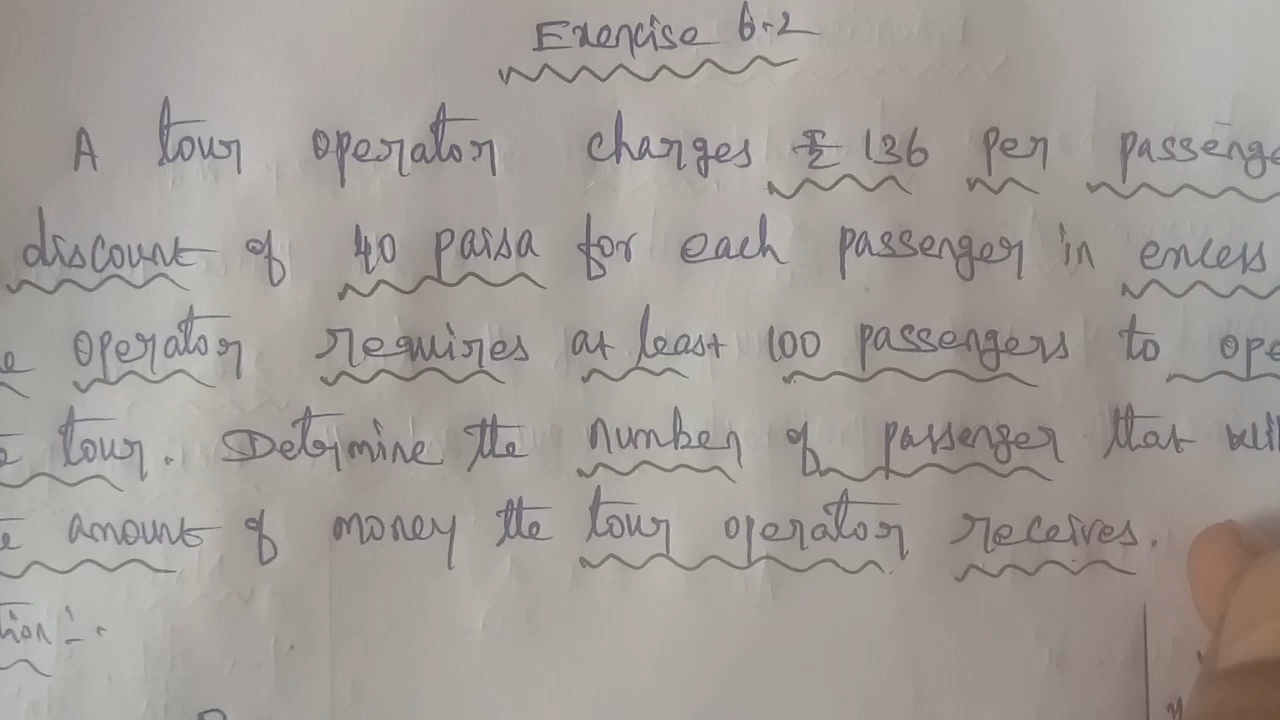 Exercise 6.2
A tour operator charges ₹ 136 per passenge
discount of 40 paisa for each passenger in excess
e operator requires at least 100 passengers to ope
e tour. Determine the number of passenger that will
e amount of money the tour operator receives.
tion :-